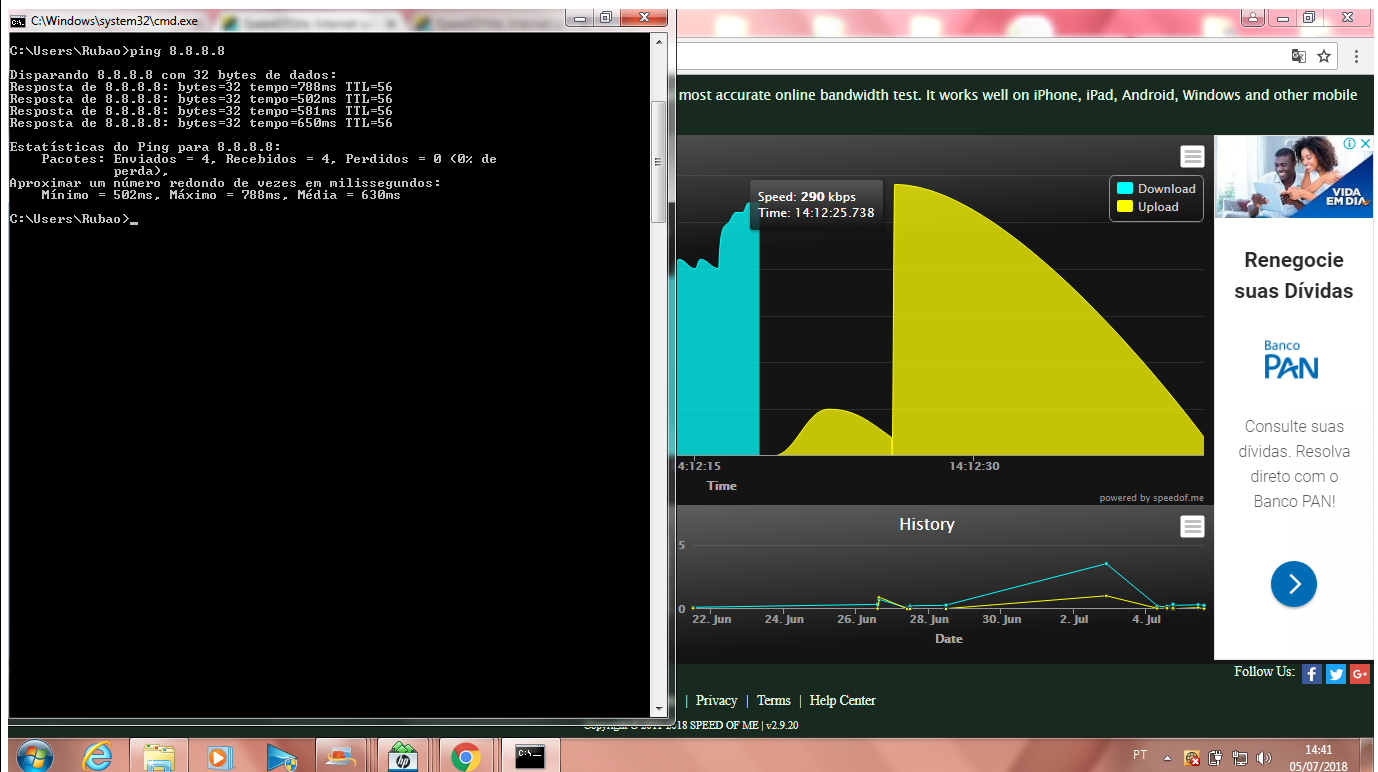 C:\Windows\system32\cmd.exe
C:\Users\Rubao>ping 8.8.8.8
Disparando 8.8.8.8 com 32 bytes de dados:
Resposta de 8.8.8.8: bytes=32 tempo=788ms TTL=56
Resposta de 8.8.8.8: bytes=32 tempo=502ms TTL=56
Resposta de 8.8.8.8: bytes=32 tempo=581ms TTL=56
Resposta de 8.8.8.8: bytes=32 tempo=650ms TTL=56
Estatísticas do Ping para 8.8.8.8:
Pacotes: Enviados = 4, Recebidos = 4, Perdidos = 0 (0% de
perda),
Aproximar um número redondo de vezes em milissegundos:
Mínimo = 502ms, Máximo = 788ms, Média = 630ms
C:\Users\Rubao>_
most accurate online bandwidth test. It works well on iPhone, iPad, Android, Windows and other mobile
Speed: 290 kbps
Time: 14:12:25.738
Download
Upload
4:12:15
14:12:30
Time
powered by speedof.me
History
5
0
22. Jun
24. Jun
26. Jun
28. Jun
30. Jun
2. Jul
4. Jul
Date
VIDA
EM DIA
Renegocie
suas Dívidas
Banco
PAN
Consulte suas
dívidas. Resolva
direto com o
Banco PAN!
Follow Us:
| Privacy | Terms | Help Center
2018 SPEED OF ME | v2.9.20
hp
C:\
PT
14:41
05/07/2018